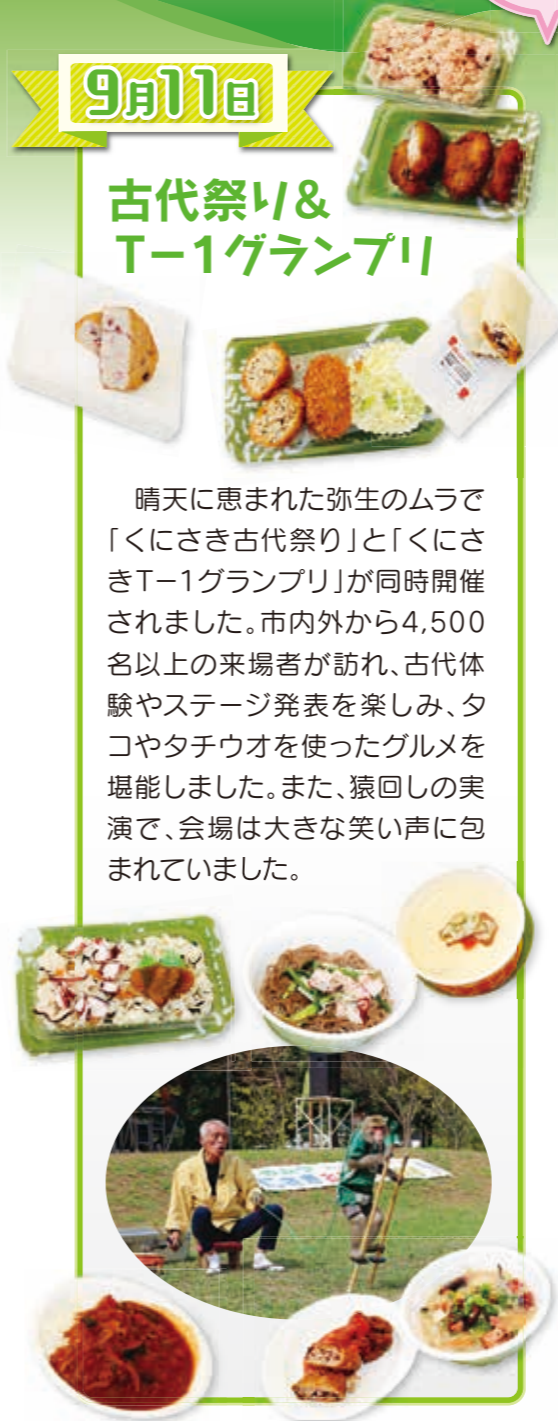 9月11日
古代祭り&
T-1グランプリ
晴天に恵まれた弥生のムラで
「くにさき古代祭り」と「くにさ
きT-1グランプリ」が同時開催
されました。市内外から4,500
名以上の来場者が訪れ、古代体
験やステージ発表を楽しみ、タ
コやタチウオを使ったグルメを
堪能しました。また、猿回しの実
演で、会場は大きな笑い声に包
まれていました。